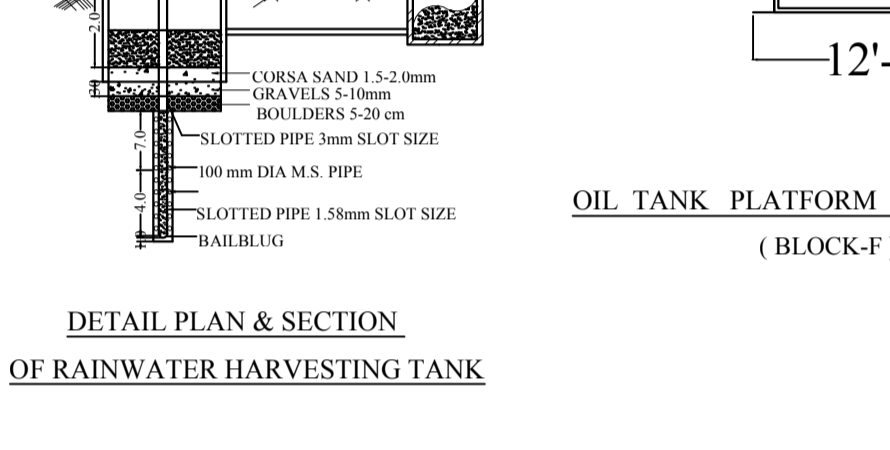 2.0
CORSA SAND 1.5-2.0mm
GRAVELS 5-10mm
BOULDERS 5-20 cm
7.0
SLOTTED PIPE 3mm SLOT SIZE
100 mm DIA M.S. PIPE
4.0
SLOTTED PIPE 1.58mm SLOT SIZE
BAILBLUG
DETAIL PLAN & SECTION
OF RAINWATER HARVESTING TANK
12'-
OIL TANK PLATFORM
( BLOCK-F